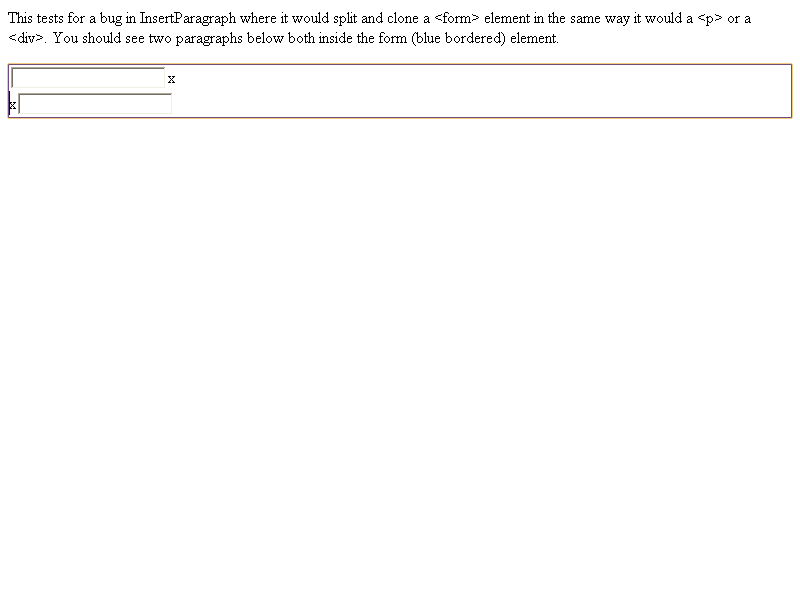 This tests for a bug in InsertParagraph where it would split and clone a <form> element in the same way it would a <p> or a
<div>. You should see two paragraphs below both inside the form (blue bordered) element.
x
x